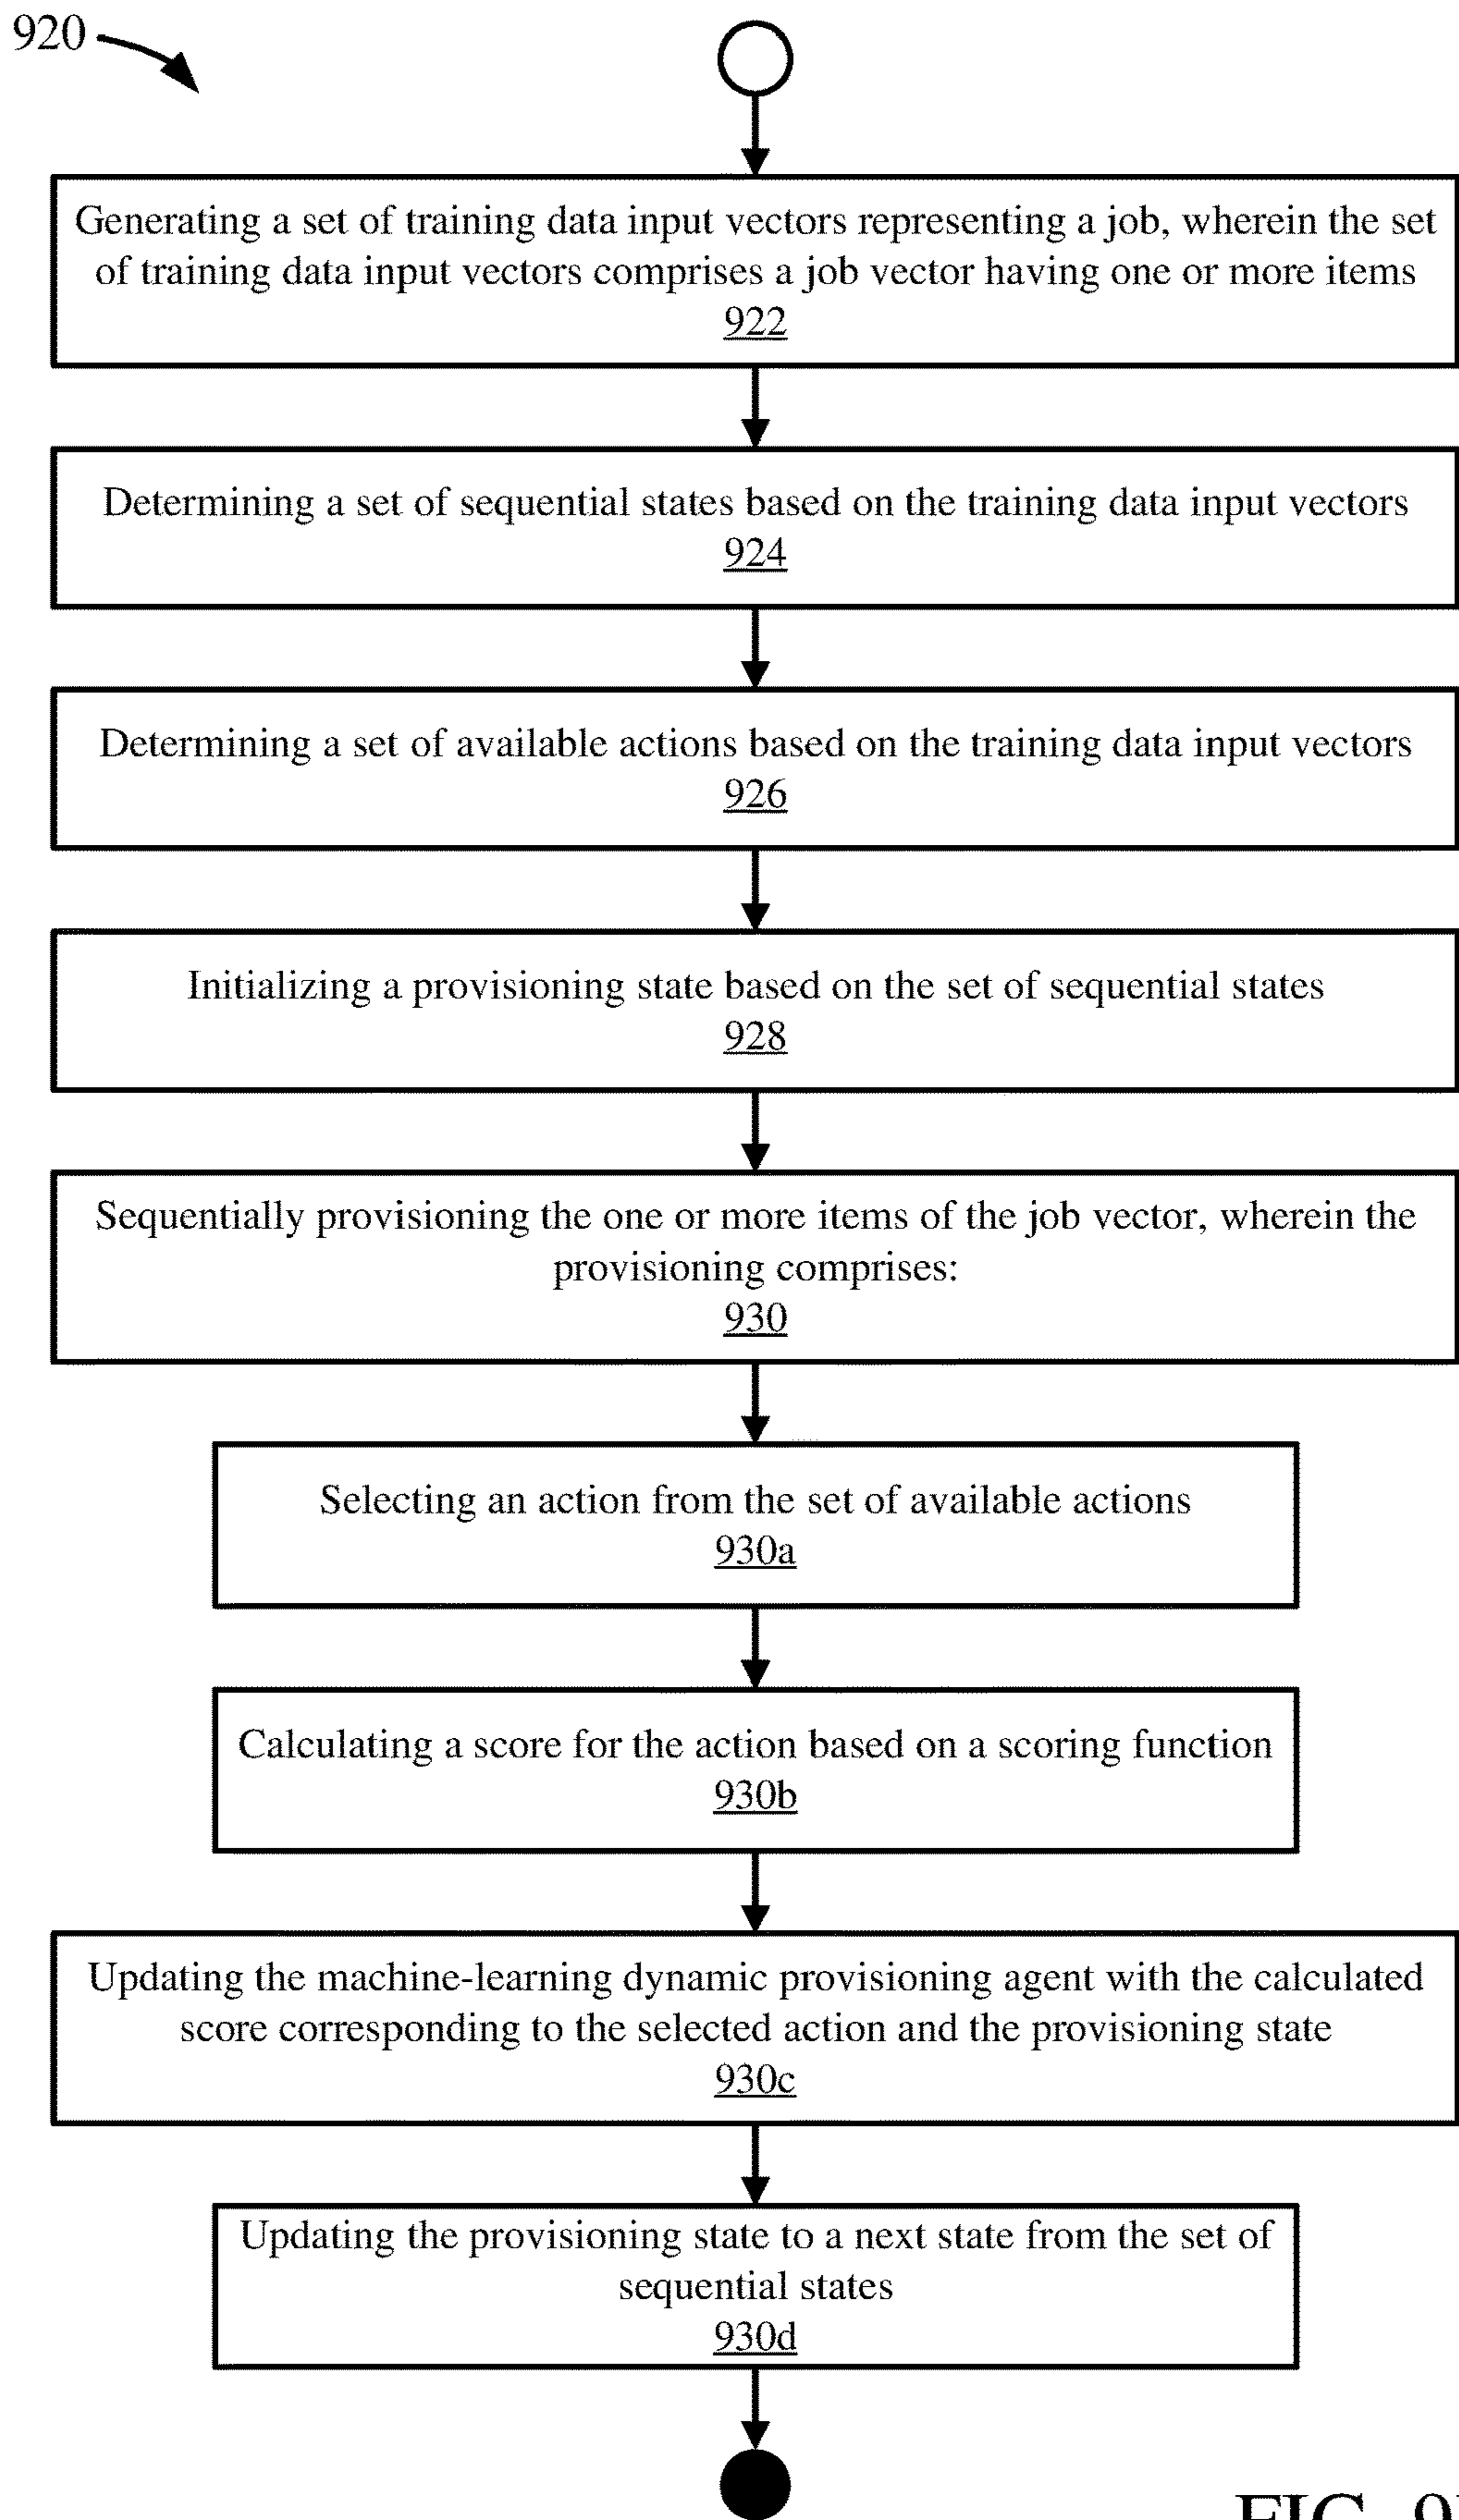 920
Generating a set of training data input vectors representing a job, wherein the set
of training data input vectors comprises a job vector having one or more items
922
Determining a set of sequential states based on the training data input vectors
924
Determining a set of available actions based on the training data input vectors
926
Initializing a provisioning state based on the set of sequential states
928
Sequentially provisioning the one or more items of the job vector, wherein the
provisioning comprises:
930
Selecting an action from the set of available actions
930a
Calculating a score for the action based on a scoring function
930b
Updating the machine-learning dynamic provisioning agent with the calculated
score corresponding to the selected action and the provisioning state
930c
Updating the provisioning state to a next state from the set of
sequential states
930d
FIG.